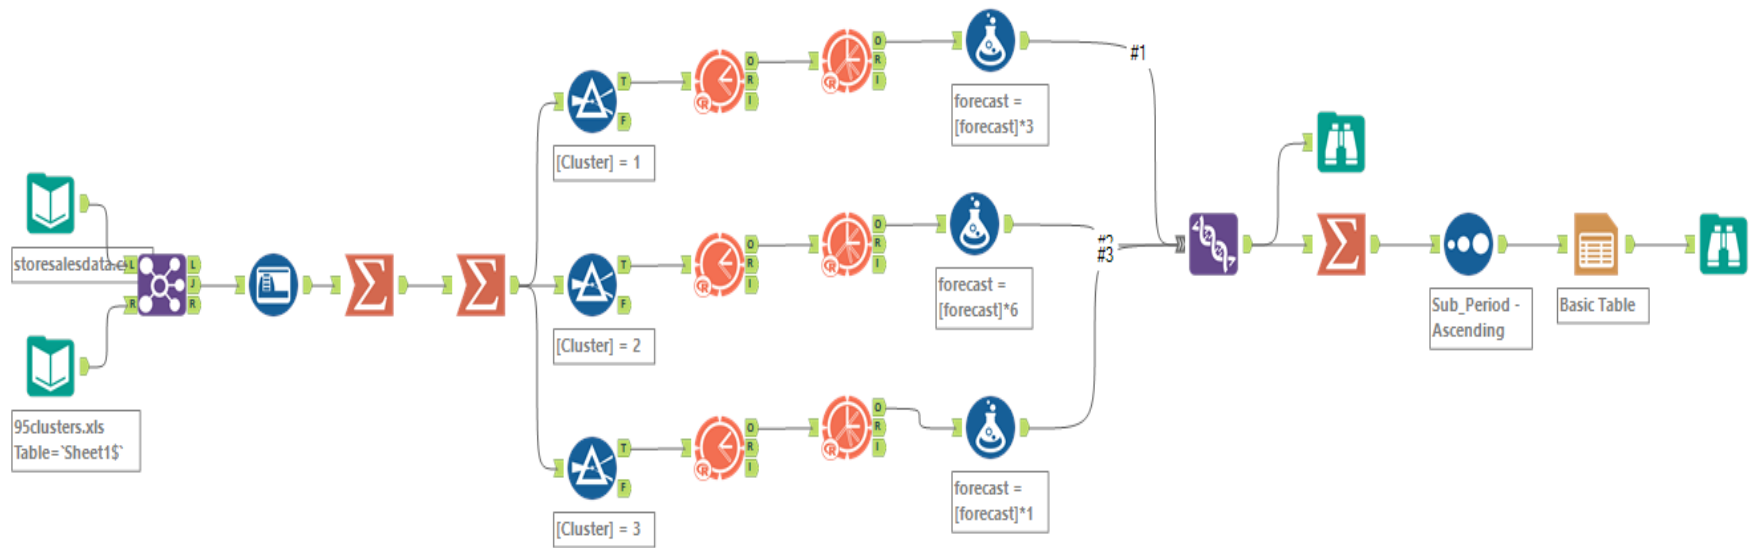 #1
forecast =
[forecast]*3
[Cluster] = 1
storesalesdata.c
L
L
J
R
R
95clusters.xls
Table=`Sheet1$`
T
F
O
R
I
O
R
I
T
F
O
R
I
O
R
I
[Cluster] = 2
forecast =
[forecast]*6
#3
T
F
O
R
I
O
R
I
[Cluster] = 3
forecast =
[forecast]*1
Sub_Period -
Ascending
Basic Table